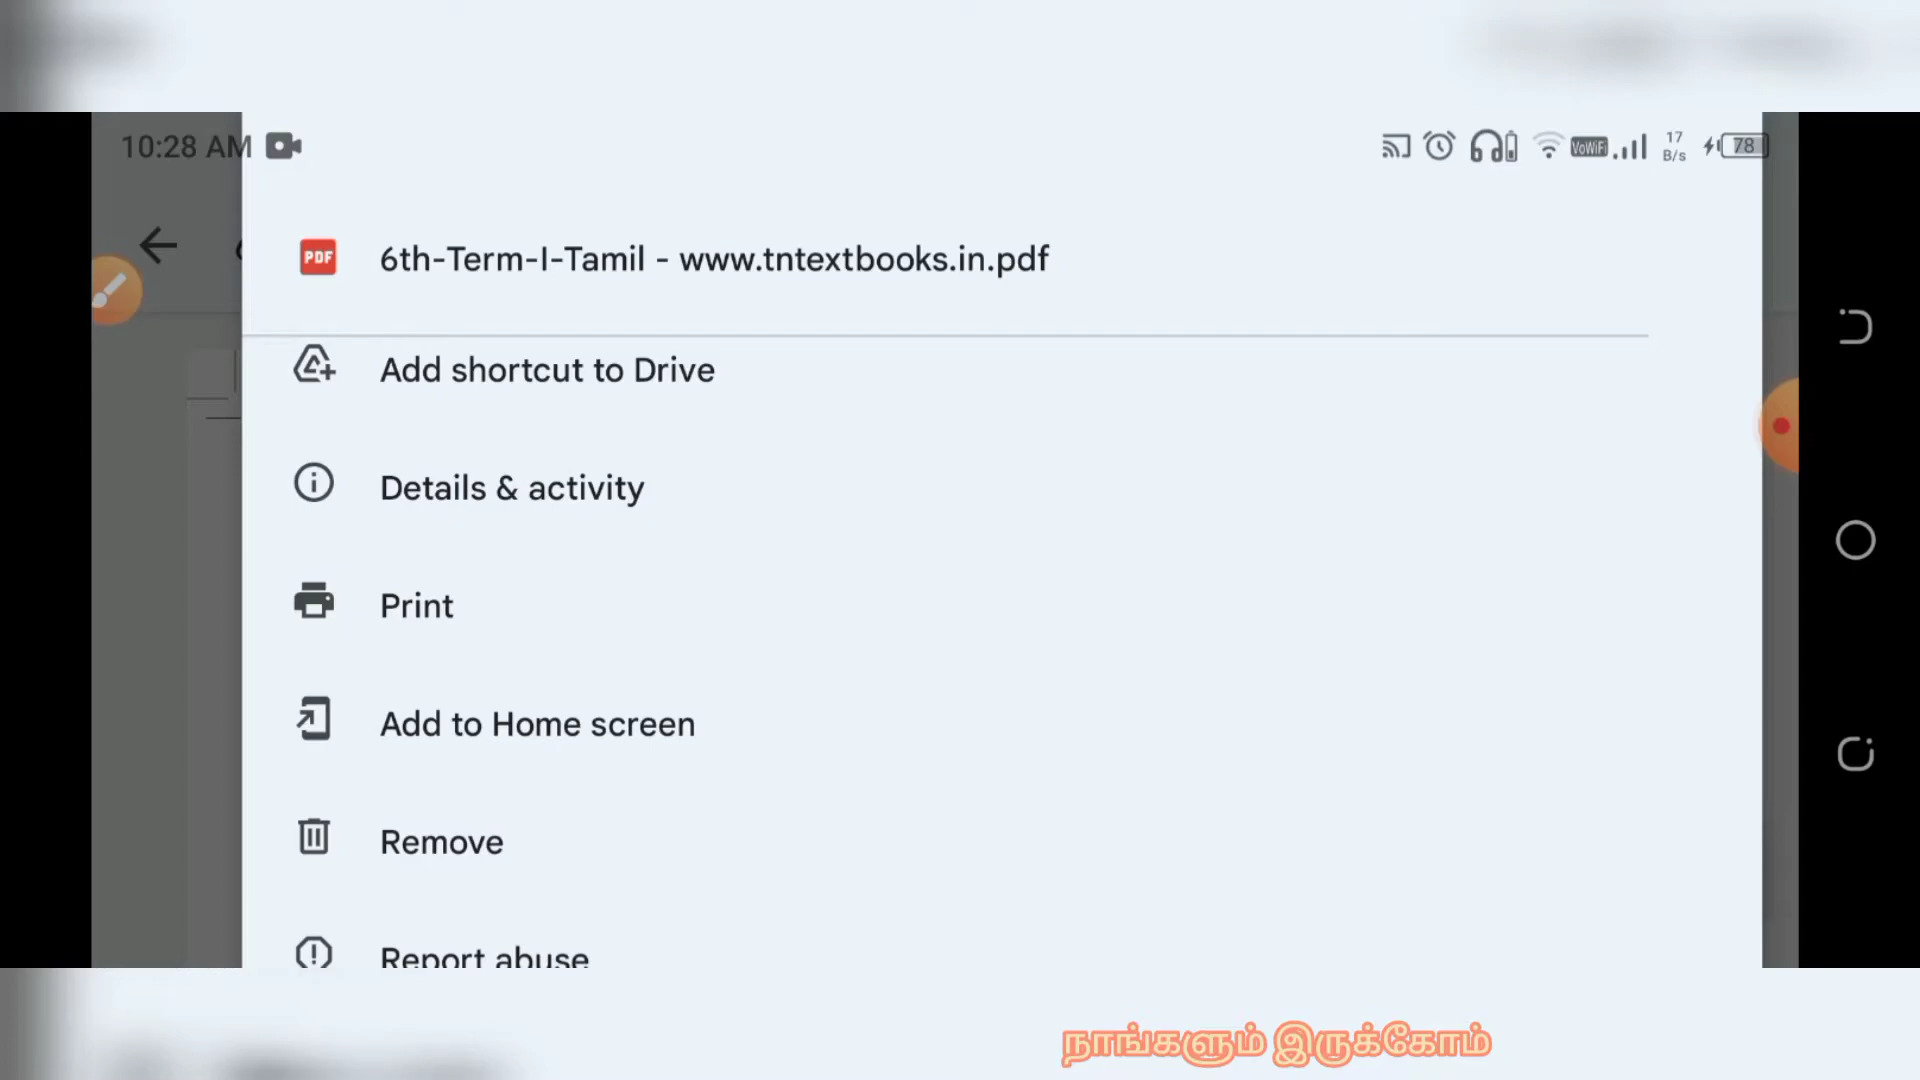 10:28 AM
VoWiFi
17
B/s
78
PDF
6th-Term-I-Tamil - www.tntextbooks.in.pdf
Add shortcut to Drive
Details & activity
Print
Add to Home screen
Remove
Report abuse
நாங்களும் இருக்கோம்